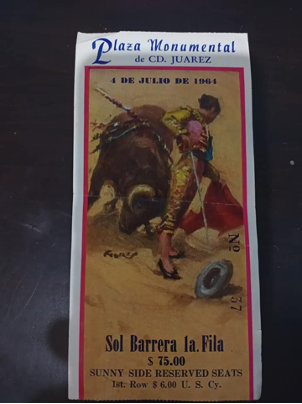 Plaza Monumental
de CD. JUAREZ
4 DE JULIO DE 1964
No 37
Sol Barrera 1a. Fila
$ 75.00
SUNNY SIDE RESERVED SEATS
1st. Row $ 6.00 U. S. Cy.